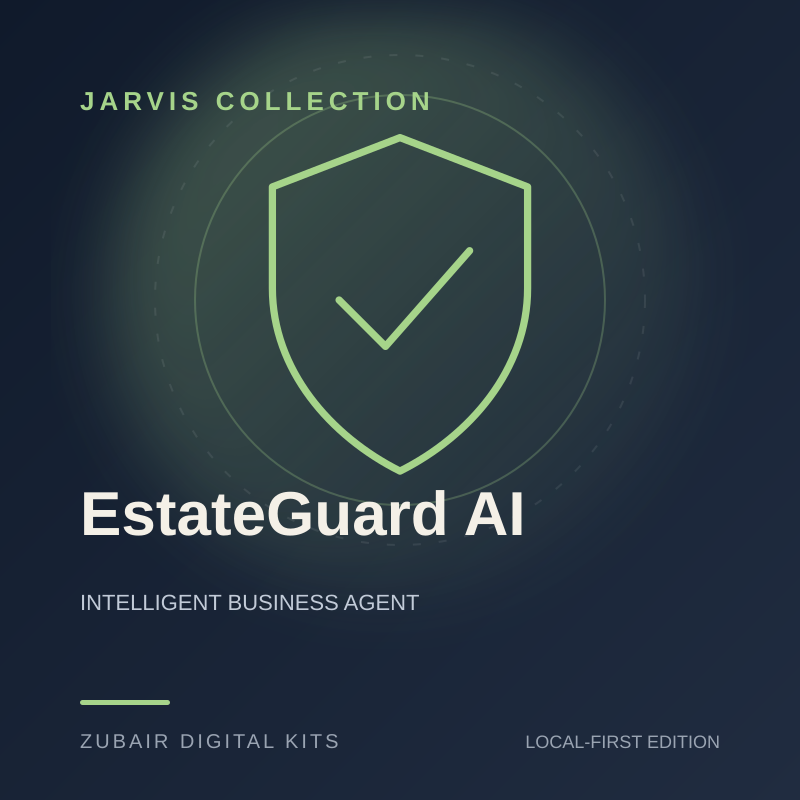 JARVIS COLLECTION
EstateGuard AI
INTELLIGENT BUSINESS AGENT
ZUBAIR DIGITAL KITS
LOCAL-FIRST EDITION